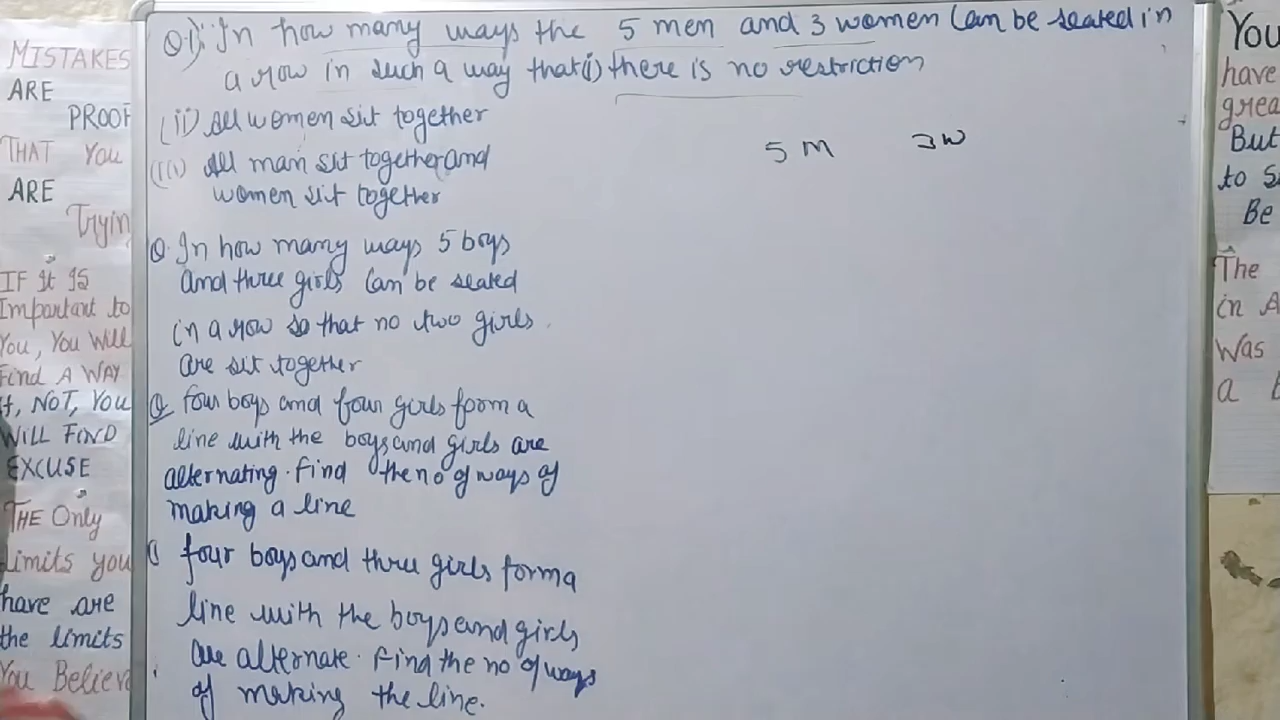 MISTAKES
ARE
PROOF
THAT YOU
ARE
Trying
IF It IS
Important to
You, You Will
Find A WAY
If, NOT, YOU
WILL FIND
EXCUSE
THE Only
limits you
have are
the limits
You Believe
Q1): In how many ways the 5 men and 3 women can be seated in
a row in such a way that (i) there is no restriction
(ii) All women sit together
(iii) All man sit together and
women sit together
5 M 3 W
Q. In how many ways 5 boys
and three girls can be seated
in a row so that no two girls
are sit together
Q four boys and four girls form a
line with the boys and girls are
alternating. find the no of ways of
making a line
Q four boys and three girls form a
line with the boys and girls
are alternate. find the no of ways
of making the line.
You
have
grea
But
to S
Be
The
in A
Was
a